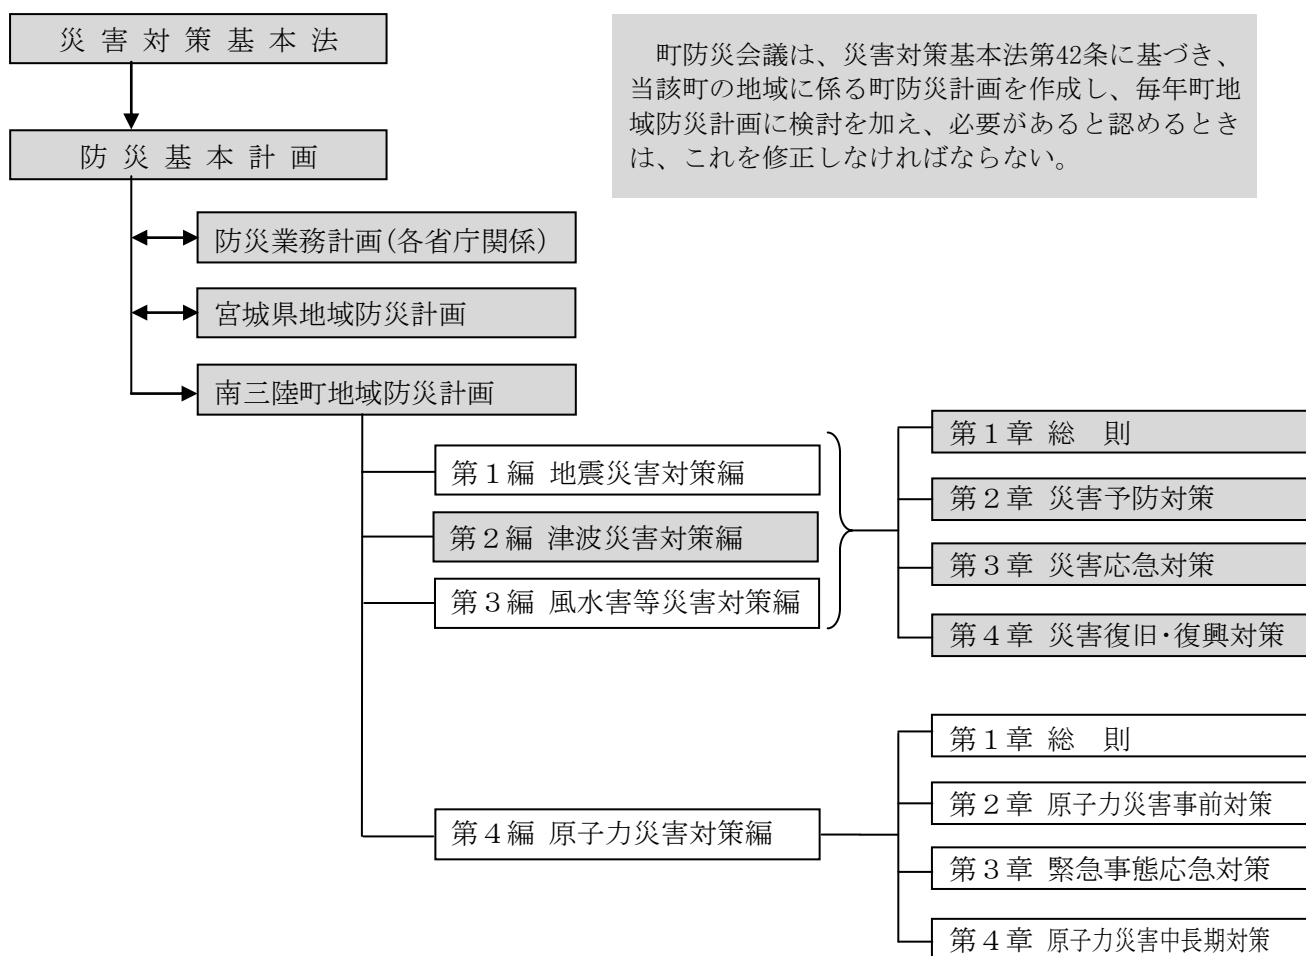 災害対策基本法
町防災会議は、災害対策基本法第42条に基づき、
当該町の地域に係る町防災計画を作成し、毎年町地
域防災計画に検討を加え、必要があると認めるとき
は、これを修正しなければならない。
防災基本計画
防災業務計画(各省庁関係)
宮城県地域防災計画
南三陸町地域防災計画
第1編 地震災害対策編
第2編 津波災害対策編
第3編 風水害等災害対策編
第1章 総 則
第2章 災害予防対策
第3章 災害応急対策
第4章 災害復旧・復興対策
第4編 原子力災害対策編
第1章 総 則
第2章 原子力災害事前対策
第3章 緊急事態応急対策
第4章 原子力災害中長期対策